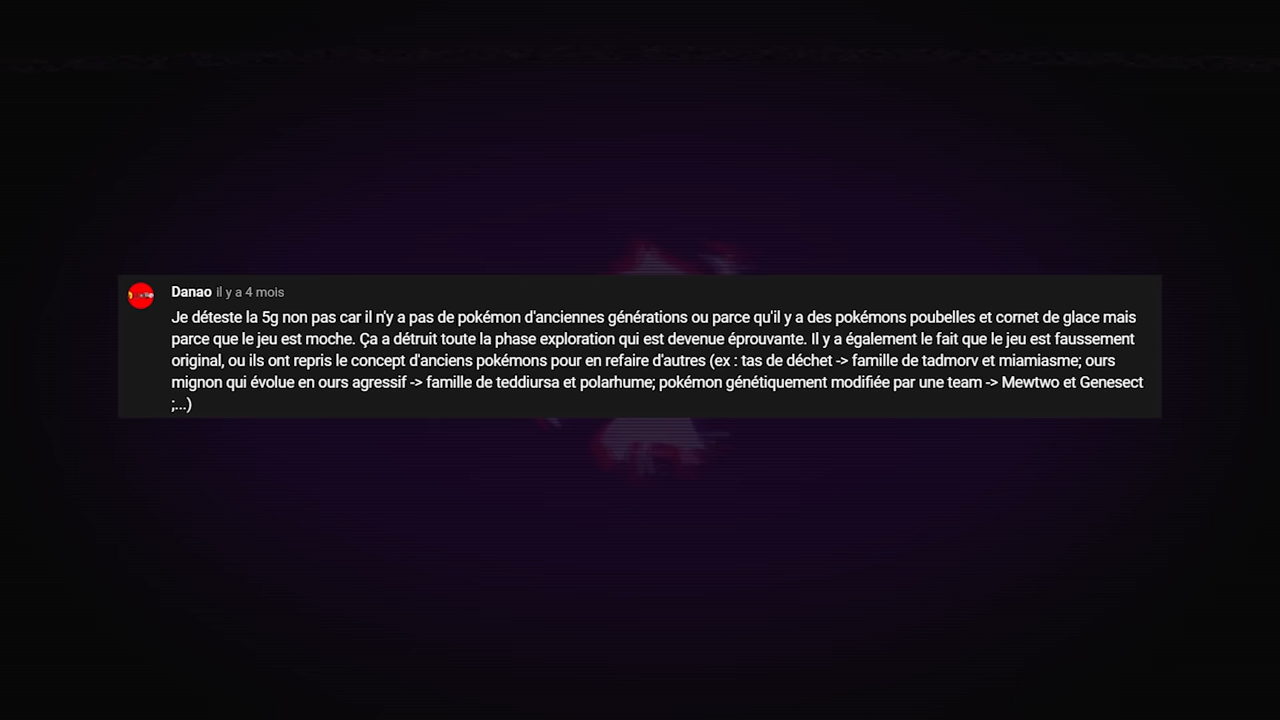 Danao il y a 4 mois
Je déteste la 5g non pas car il n'y a pas de pokémon d'anciennes générations ou parce qu'il y a des pokémons poubelles et cornet de glace mais
parce que le jeu est moche. Ça a détruit toute la phase exploration qui est devenue éprouvante. Il y a également le fait que le jeu est faussement
original, ou ils ont repris le concept d'anciens pokémons pour en refaire d'autres (ex : tas de déchet -> famille de tadmorv et miamiasme; ours
mignon qui évolue en ours agressif -> famille de teddiursa et polarhume; pokémon génétiquement modifiée par une team -> Mewtwo et Genesect
;...)